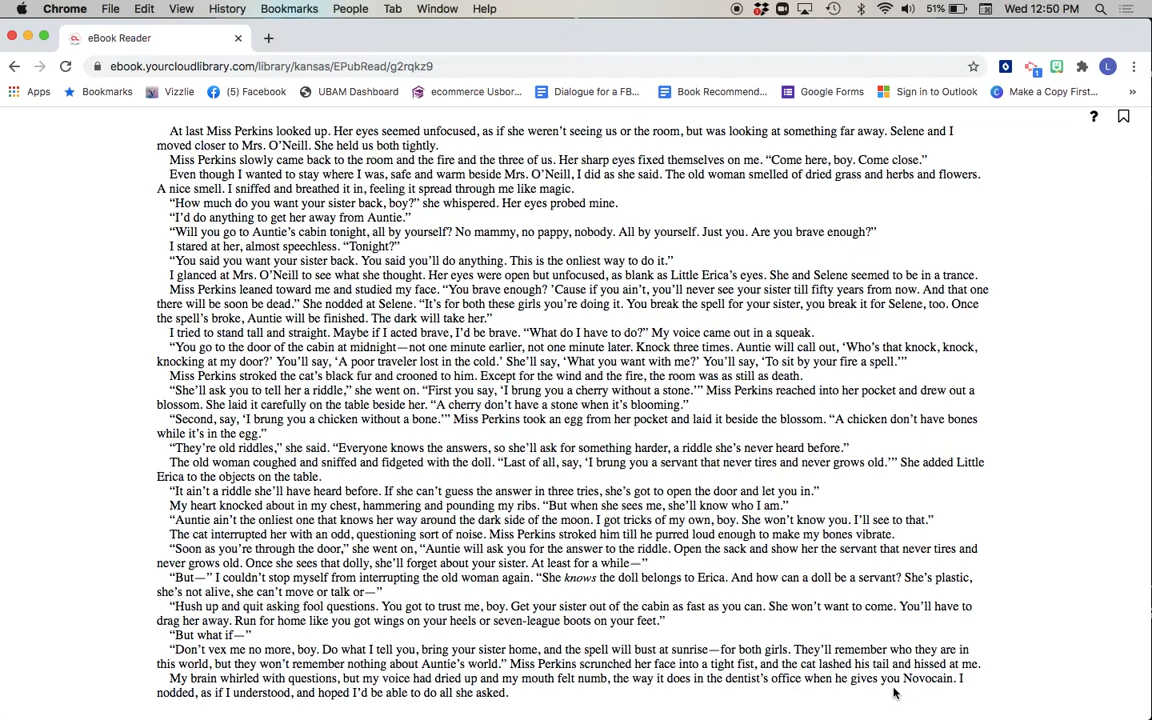 Chrome File Edit View History Bookmarks People Tab Window Help 51% Wed 12:50 PM
CL eBook Reader
ebook.yourcloudlibrary.com/library/kansas/EPubRead/g2rqkz9 1 L
Apps Bookmarks Vizzlie (5) Facebook UBAM Dashboard ecommerce Usbor... Dialogue for a FB... Book Recommend... Google Forms Sign in to Outlook Make a Copy First... »
?
At last Miss Perkins looked up. Her eyes seemed unfocused, as if she weren’t seeing us or the room, but was looking at something far away. Selene and I
moved closer to Mrs. O’Neill. She held us both tightly.
Miss Perkins slowly came back to the room and the fire and the three of us. Her sharp eyes fixed themselves on me. “Come here, boy. Come close.”
Even though I wanted to stay where I was, safe and warm beside Mrs. O’Neill, I did as she said. The old woman smelled of dried grass and herbs and flowers.
A nice smell. I sniffed and breathed it in, feeling it spread through me like magic.
“How much do you want your sister back, boy?” she whispered. Her eyes probed mine.
“I’d do anything to get her away from Auntie.”
“Will you go to Auntie’s cabin tonight, all by yourself? No mammy, no pappy, nobody. All by yourself. Just you. Are you brave enough?”
I stared at her, almost speechless. “Tonight?”
“You said you want your sister back. You said you’ll do anything. This is the onliest way to do it.”
I glanced at Mrs. O’Neill to see what she thought. Her eyes were open but unfocused, as blank as Little Erica’s eyes. She and Selene seemed to be in a trance.
Miss Perkins leaned toward me and studied my face. “You brave enough? ’Cause if you ain’t, you’ll never see your sister till fifty years from now. And that one
there will be soon be dead.” She nodded at Selene. “It’s for both these girls you’re doing it. You break the spell for your sister, you break it for Selene, too. Once
the spell’s broke, Auntie will be finished. The dark will take her.”
I tried to stand tall and straight. Maybe if I acted brave, I’d be brave. “What do I have to do?” My voice came out in a squeak.
“You go to the door of the cabin at midnight—not one minute earlier, not one minute later. Knock three times. Auntie will call out, ‘Who’s that knock, knock,
knocking at my door?’ You’ll say, ‘A poor traveler lost in the cold.’ She’ll say, ‘What you want with me?’ You’ll say, ‘To sit by your fire a spell.’”
Miss Perkins stroked the cat’s black fur and crooned to him. Except for the wind and the fire, the room was as still as death.
“She’ll ask you to tell her a riddle,” she went on. “First you say, ‘I brung you a cherry without a stone.’” Miss Perkins reached into her pocket and drew out a
blossom. She laid it carefully on the table beside her. “A cherry don’t have a stone when it’s blooming.”
“Second, say, ‘I brung you a chicken without a bone.’” Miss Perkins took an egg from her pocket and laid it beside the blossom. “A chicken don’t have bones
while it’s in the egg.”
“They’re old riddles,” she said. “Everyone knows the answers, so she’ll ask for something harder, a riddle she’s never heard before.”
The old woman coughed and sniffed and fidgeted with the doll. “Last of all, say, ‘I brung you a servant that never tires and never grows old.’” She added Little
Erica to the objects on the table.
“It ain’t a riddle she’ll have heard before. If she can’t guess the answer in three tries, she’s got to open the door and let you in.”
My heart knocked about in my chest, hammering and pounding my ribs. “But when she sees me, she’ll know who I am.”
“Auntie ain’t the onliest one that knows her way around the dark side of the moon. I got tricks of my own, boy. She won’t know you. I’ll see to that.”
The cat interrupted her with an odd, questioning sort of noise. Miss Perkins stroked him till he purred loud enough to make my bones vibrate.
“Soon as you’re through the door,” she went on, “Auntie will ask you for the answer to the riddle. Open the sack and show her the servant that never tires and
never grows old. Once she sees that dolly, she’ll forget about your sister. At least for a while—”
“But—” I couldn’t stop myself from interrupting the old woman again. “She knows the doll belongs to Erica. And how can a doll be a servant? She’s plastic,
she’s not alive, she can’t move or talk or—”
“Hush up and quit asking fool questions. You got to trust me, boy. Get your sister out of the cabin as fast as you can. She won’t want to come. You’ll have to
drag her away. Run for home like you got wings on your heels or seven-league boots on your feet.”
“But what if—”
“Don’t vex me no more, boy. Do what I tell you, bring your sister home, and the spell will bust at sunrise—for both girls. They’ll remember who they are in
this world, but they won’t remember nothing about Auntie’s world.” Miss Perkins scrunched her face into a tight fist, and the cat lashed his tail and hissed at me.
My brain whirled with questions, but my voice had dried up and my mouth felt numb, the way it does in the dentist’s office when he gives you Novocain. I
nodded, as if I understood, and hoped I’d be able to do all she asked.